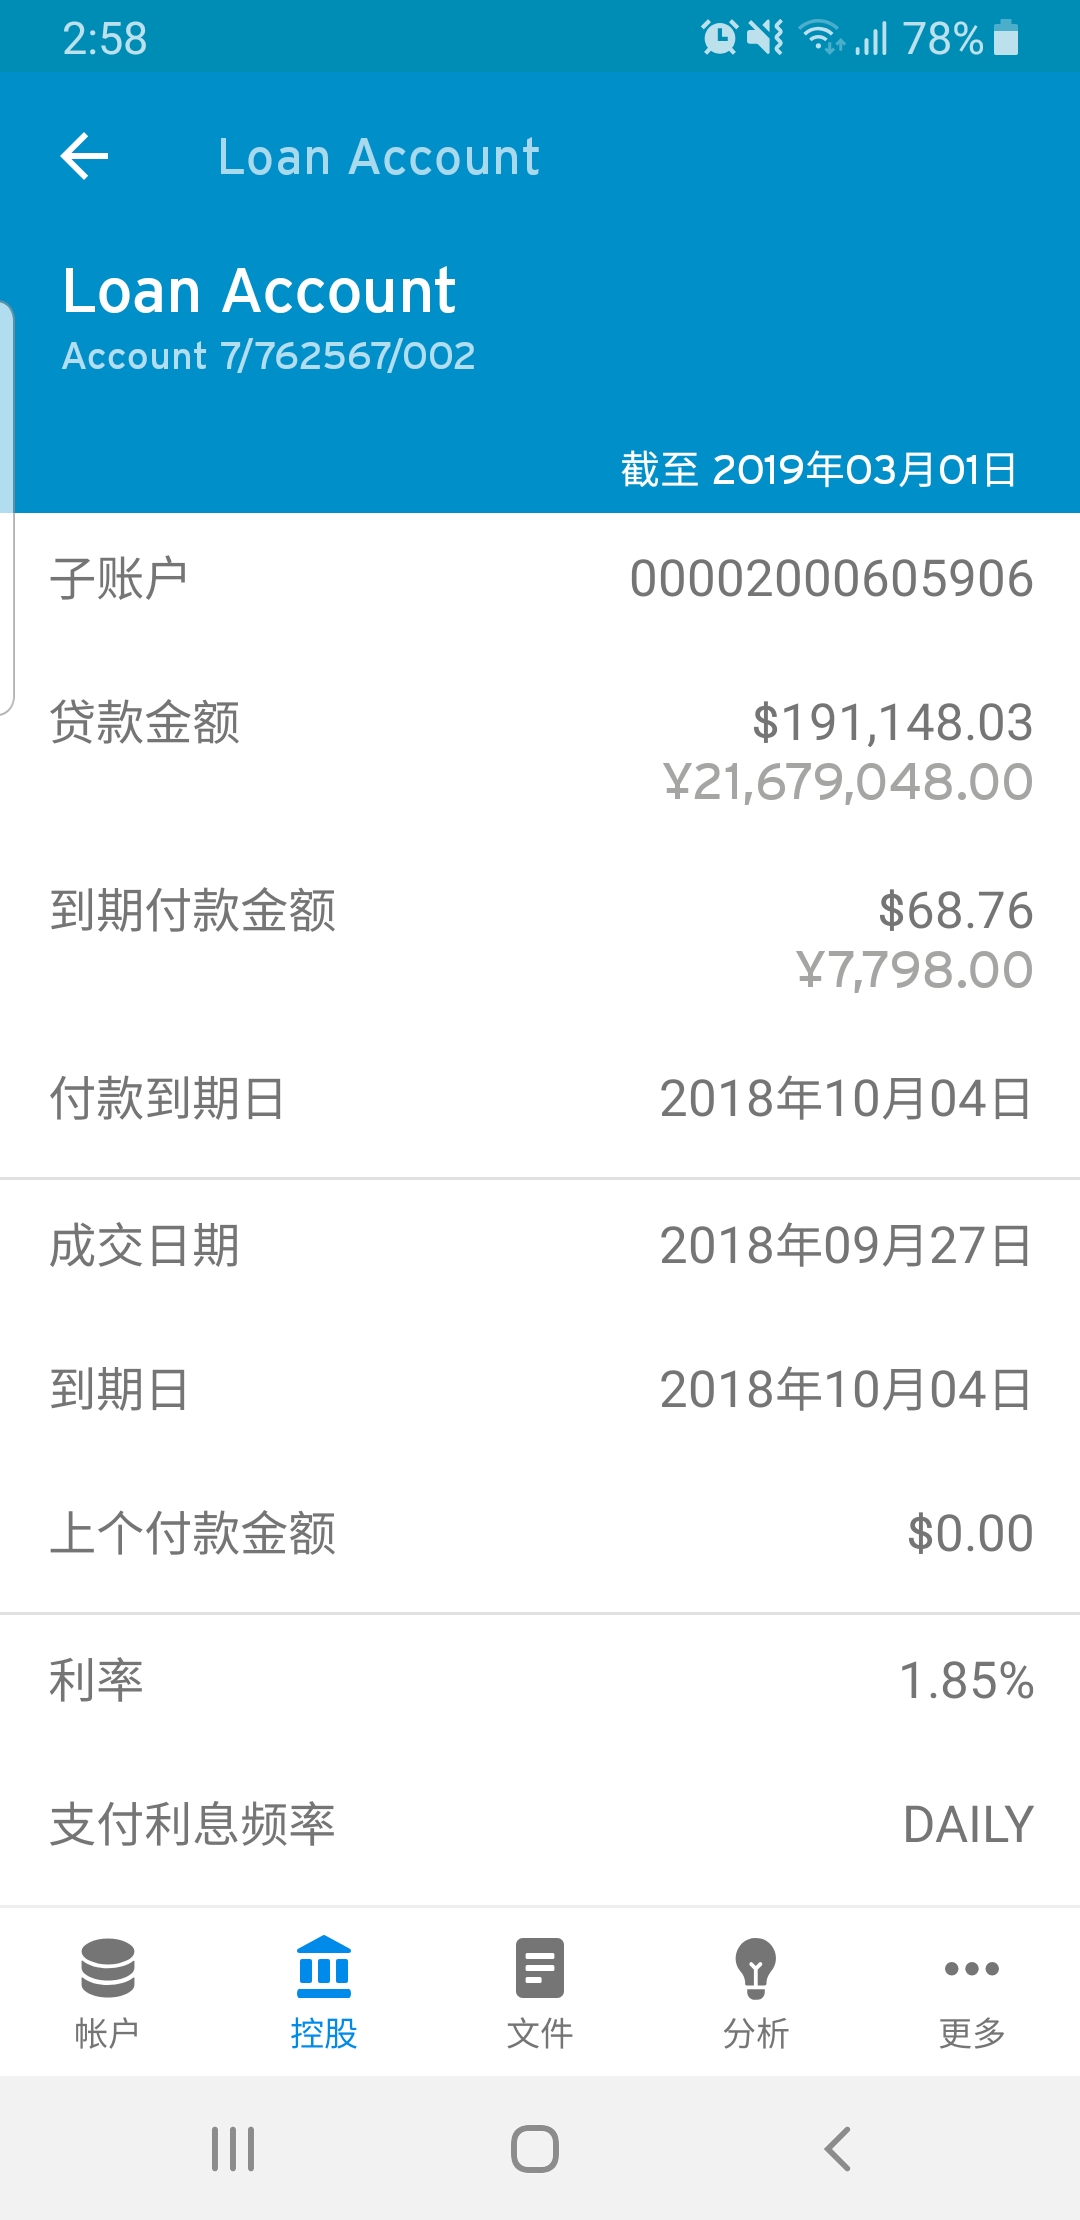 2:58 78%
Loan Account
Loan Account
Account 7/762567/002
截至 2019年03月01日
子账户 00002000605906
贷款金额 $191,148.03
¥21,679,048.00
到期付款金额 $68.76
¥7,798.00
付款到期日 2018年10月04日
成交日期 2018年09月27日
到期日 2018年10月04日
上个付款金额 $0.00
利率 1.85%
支付利息频率 DAILY
帐户 控股 文件 分析 更多